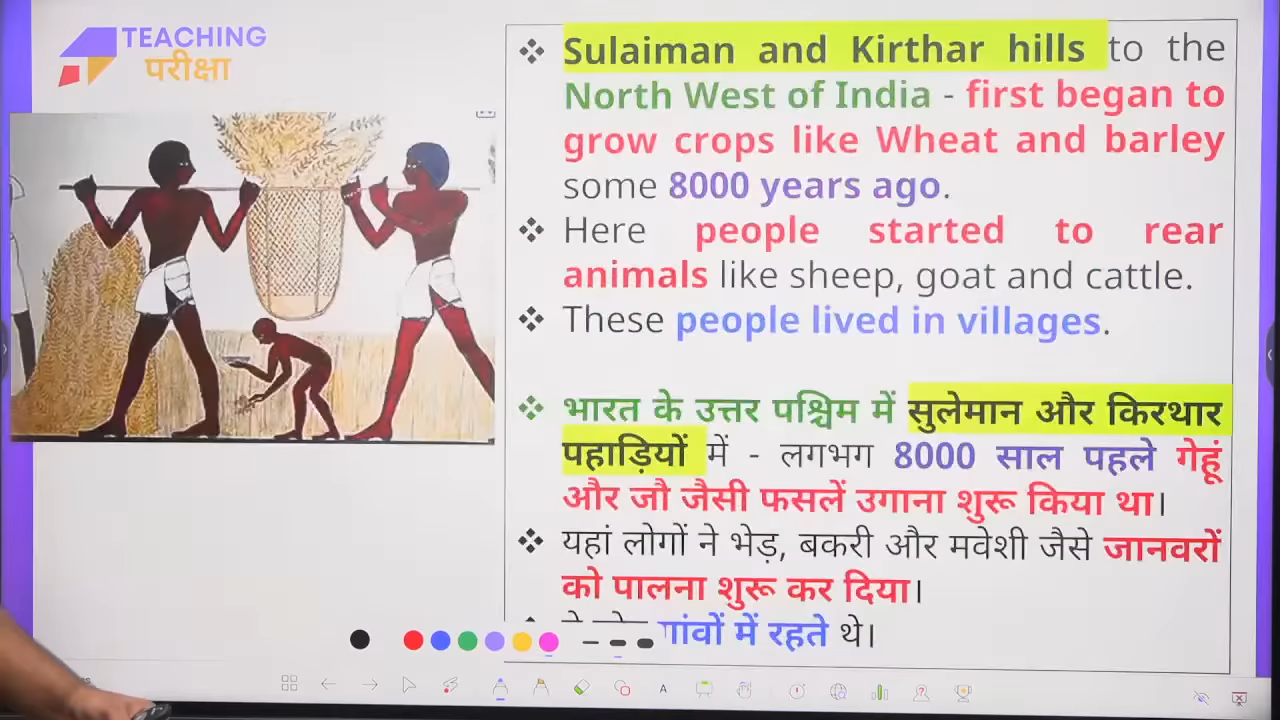 TEACHING
परीक्षा
❖ Sulaiman and Kirthar hills to the
North West of India - first began to
grow crops like Wheat and barley
some 8000 years ago.
❖ Here people started to rear
animals like sheep, goat and cattle.
❖ These people lived in villages.
❖ भारत के उत्तर पश्चिम में सुलेमान और किरथार
पहाड़ियों में - लगभग 8000 साल पहले गेहूं
और जौ जैसी फसलें उगाना शुरू किया था।
❖ यहां लोगों ने भेड़, बकरी और मवेशी जैसे जानवरों
को पालना शुरू कर दिया।
गांवों में रहते थे।